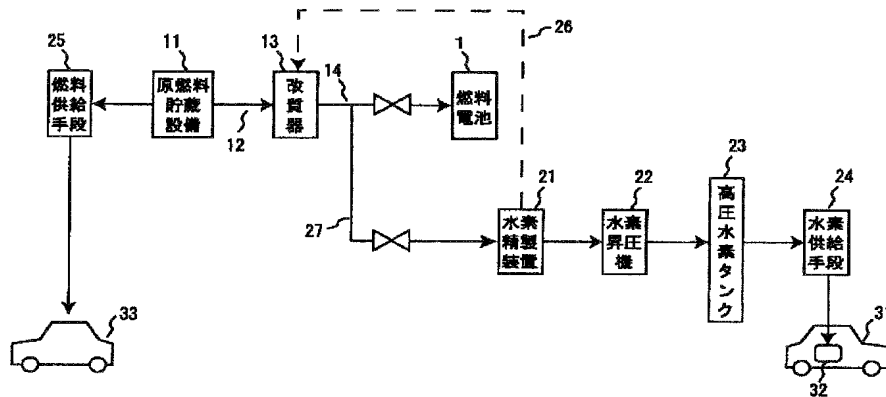 26
25
11
13
1
燃料
供給
手段
原燃料
貯蔵
設備
12
改
質
器
14
燃料
電池
27
21
水素
精製
装置
22
水素
昇圧
機
23
高
圧
水
素
タ
ン
ク
24
水素
供給
手段
33
31
32